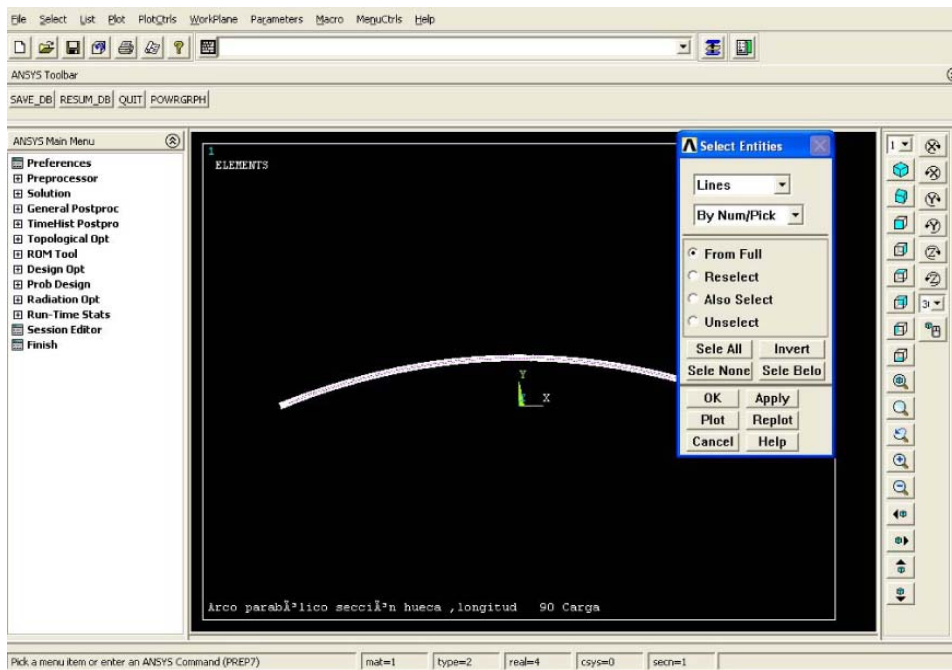 File Select List Plot PlotCtrls WorkPlane Parameters Macro MenuCtrls Help
ANSYS Toolbar
SAVE_DB RESUM_DB QUIT POWRGRPH
ANSYS Main Menu
Preferences
Preprocessor
Solution
General Postproc
TimeHist Postpro
Topological Opt
ROM Tool
Design Opt
Prob Design
Radiation Opt
Run-Time Stats
Session Editor
Finish
1
ELEMENTS
Y
X
Arco parabÃ³lico secciÃ³n hueca ,longitud 90 Carga
Select Entities
Lines
By Num/Pick
From Full
Reselect
Also Select
Unselect
Sele All Invert
Sele None Sele Belo
OK Apply
Plot Replot
Cancel Help
1
Pick a menu item or enter an ANSYS Command (PREP7) mat=1 type=2 real=4 csys=0 secn=1